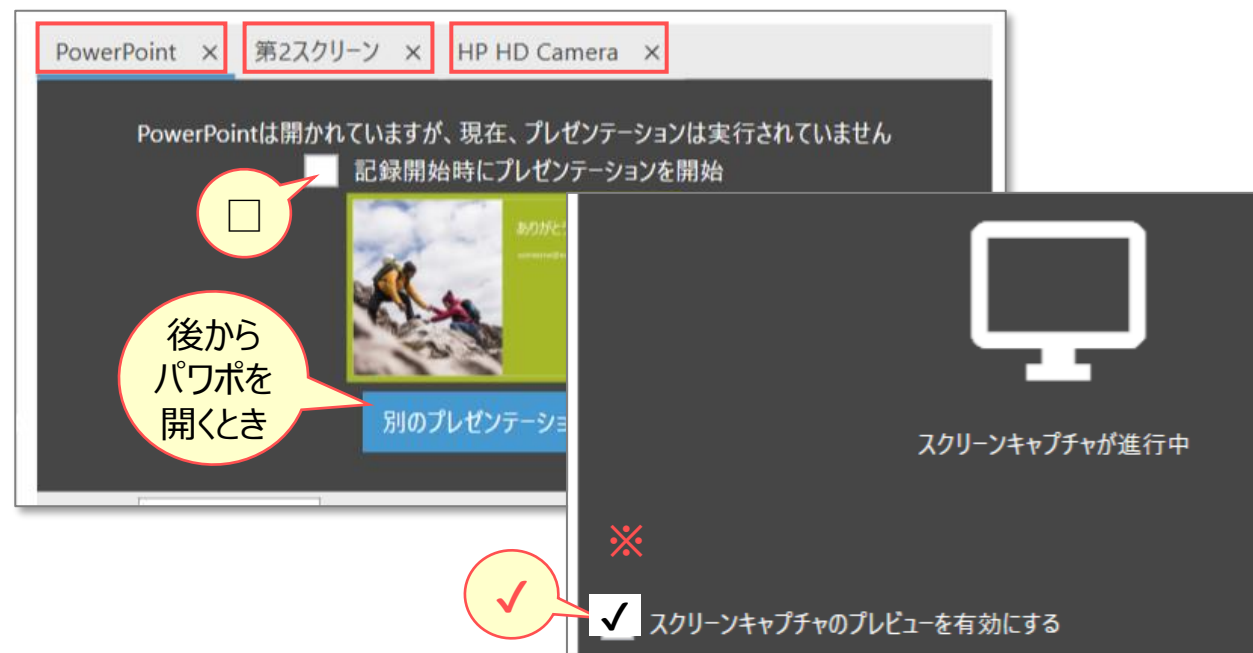 PowerPoint ×
第2スクリーン ×
HP HD Camera ×
PowerPointは開かれていますが、現在、プレゼンテーションは実行されていません
記録開始時にプレゼンテーションを開始
□
ありがと
後から
パワポを
開くとき
別のプレゼンテーショ
スクリーンキャプチャが進行中
※
✓
✓ スクリーンキャプチャのプレビューを有効にする